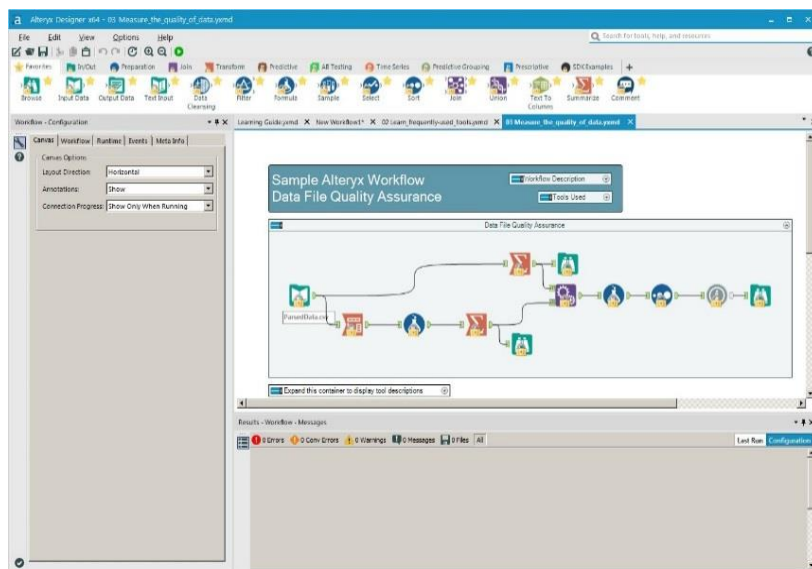 Alteryx Designer x64 - 03 Measure_the_quality_of_data.yxmd
File Edit View Options Help
Search for tools, help, and resources
Favorites In/Out Preparation Join Transform Predictive AB Testing Time Series Predictive Grouping Prescriptive SDKExamples +
Browse Input Data Output Data Text Input Data Cleansing Filter Formula Sample Select Sort Join Union Text To Columns Summarize Comment
Workflow - Configuration
Learning Guide.yxmd X New Workflow1* X 02 Learn_frequently-used_tools.yxmd X 03 Measure_the_quality_of_data.yxmd X
Canvas Workflow Runtime Events Meta Info
Canvas Options
Layout Direction: Horizontal
Annotations: Show
Connection Progress: Show Only When Running
Sample Alteryx Workflow
Data File Quality Assurance
Workflow Description
Tools Used
Data File Quality Assurance
ParsedData.csv
Expand this container to display tool descriptions
Results - Workflow - Messages
0 Errors 0 Conv Errors 0 Warnings 0 Messages 0 Files All
Last Run Configuration